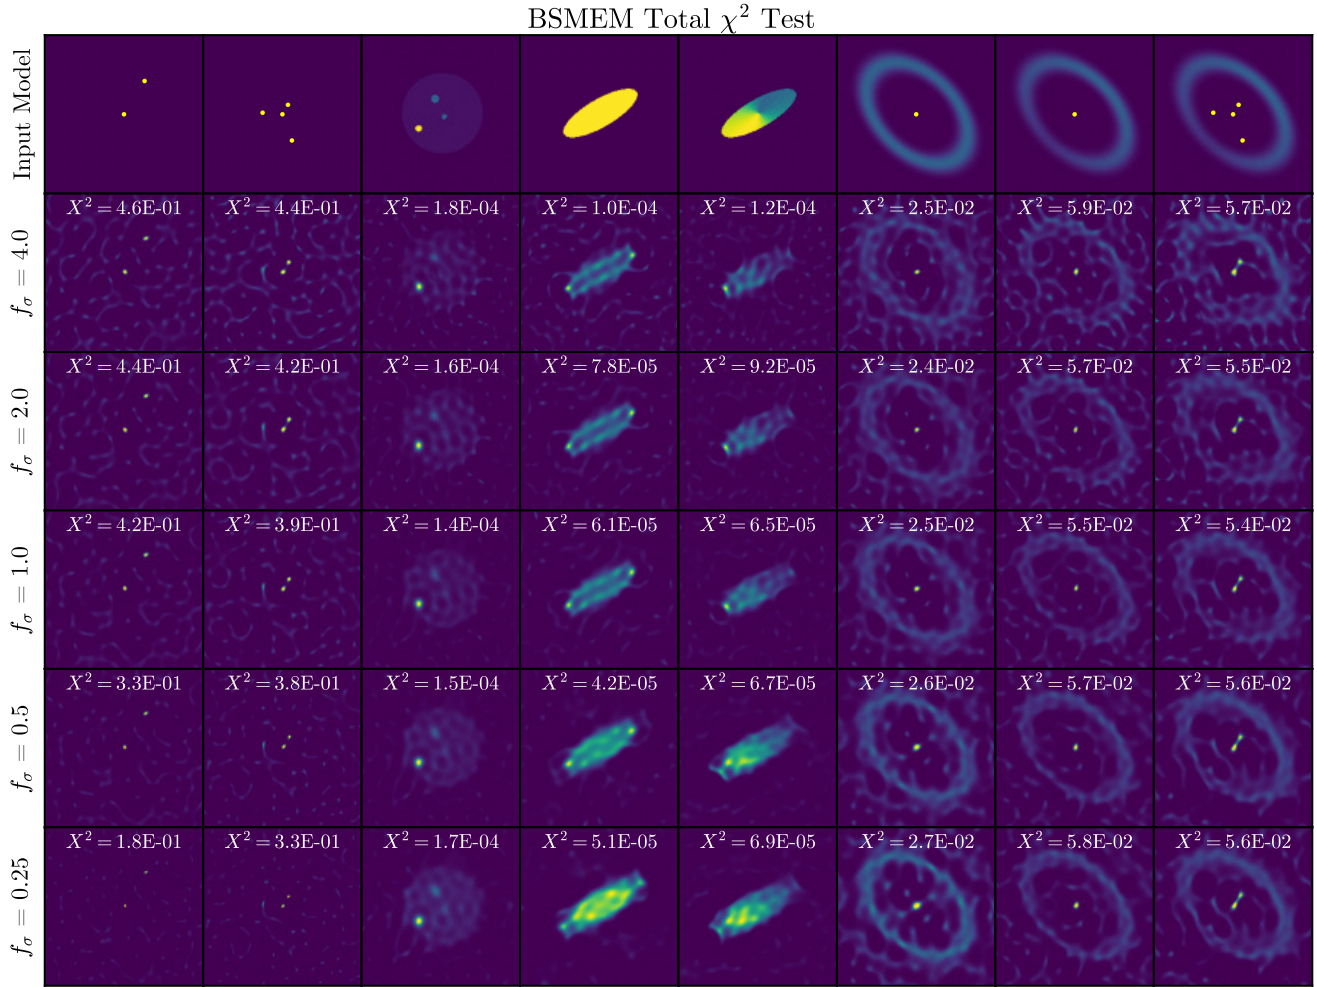 BSMEM Total χ² Test
Input Model
f_σ = 4.0
X² = 4.6E-01 X² = 4.4E-01 X² = 1.8E-04 X² = 1.0E-04 X² = 1.2E-04 X² = 2.5E-02 X² = 5.9E-02 X² = 5.7E-02
f_σ = 2.0
X² = 4.4E-01 X² = 4.2E-01 X² = 1.6E-04 X² = 7.8E-05 X² = 9.2E-05 X² = 2.4E-02 X² = 5.7E-02 X² = 5.5E-02
f_σ = 1.0
X² = 4.2E-01 X² = 3.9E-01 X² = 1.4E-04 X² = 6.1E-05 X² = 6.5E-05 X² = 2.5E-02 X² = 5.5E-02 X² = 5.4E-02
f_σ = 0.5
X² = 3.3E-01 X² = 3.8E-01 X² = 1.5E-04 X² = 4.2E-05 X² = 6.7E-05 X² = 2.6E-02 X² = 5.7E-02 X² = 5.6E-02
f_σ = 0.25
X² = 1.8E-01 X² = 3.3E-01 X² = 1.7E-04 X² = 5.1E-05 X² = 6.9E-05 X² = 2.7E-02 X² = 5.8E-02 X² = 5.6E-02